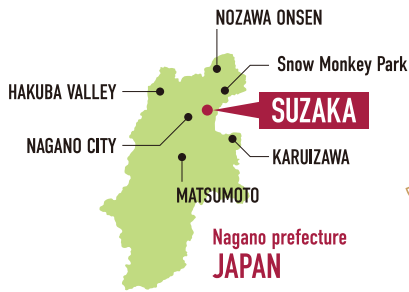 NOZAWA ONSEN
Snow Monkey Park
HAKUBA VALLEY
SUZAKA
NAGANO CITY
KARUIZAWA
MATSUMOTO
Nagano prefecture
JAPAN